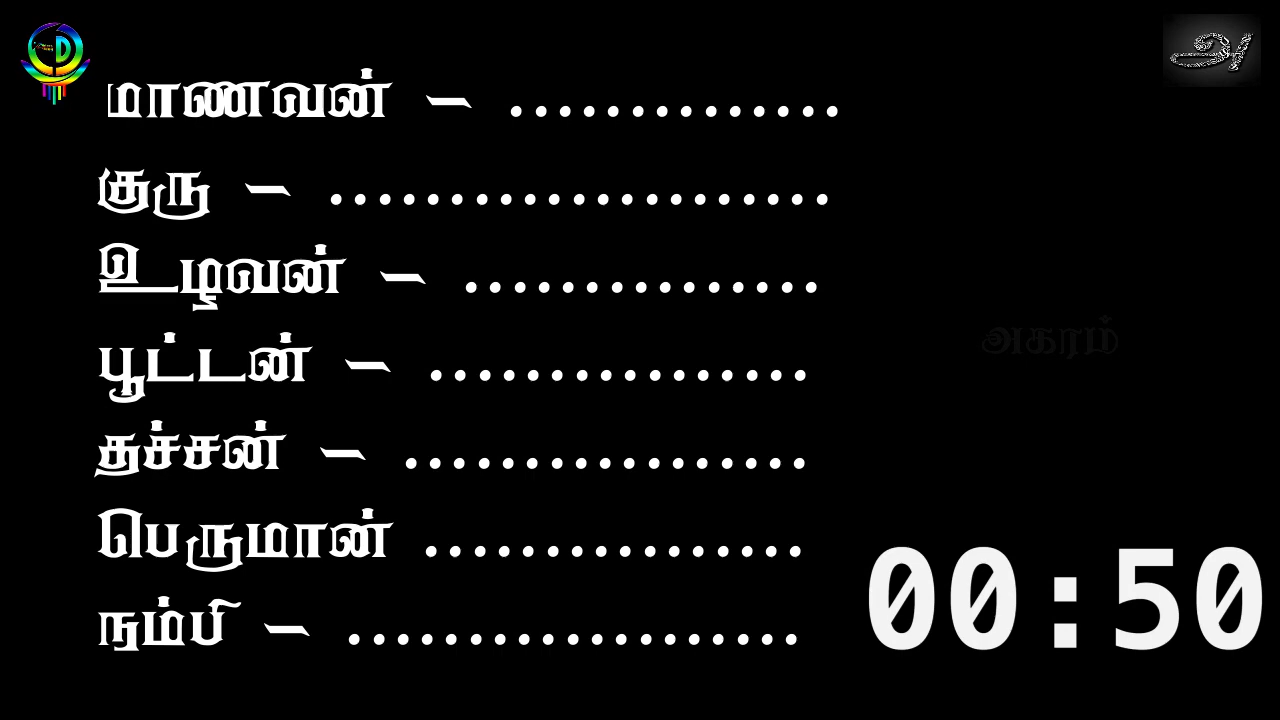 மாணவன் – ..............
குரு – .....................
உழவன் – ...............
பூட்டன் – ................
தச்சன் – .................
பெருமான் ................
நம்பி – ...................
அகரம்
00:50
அ